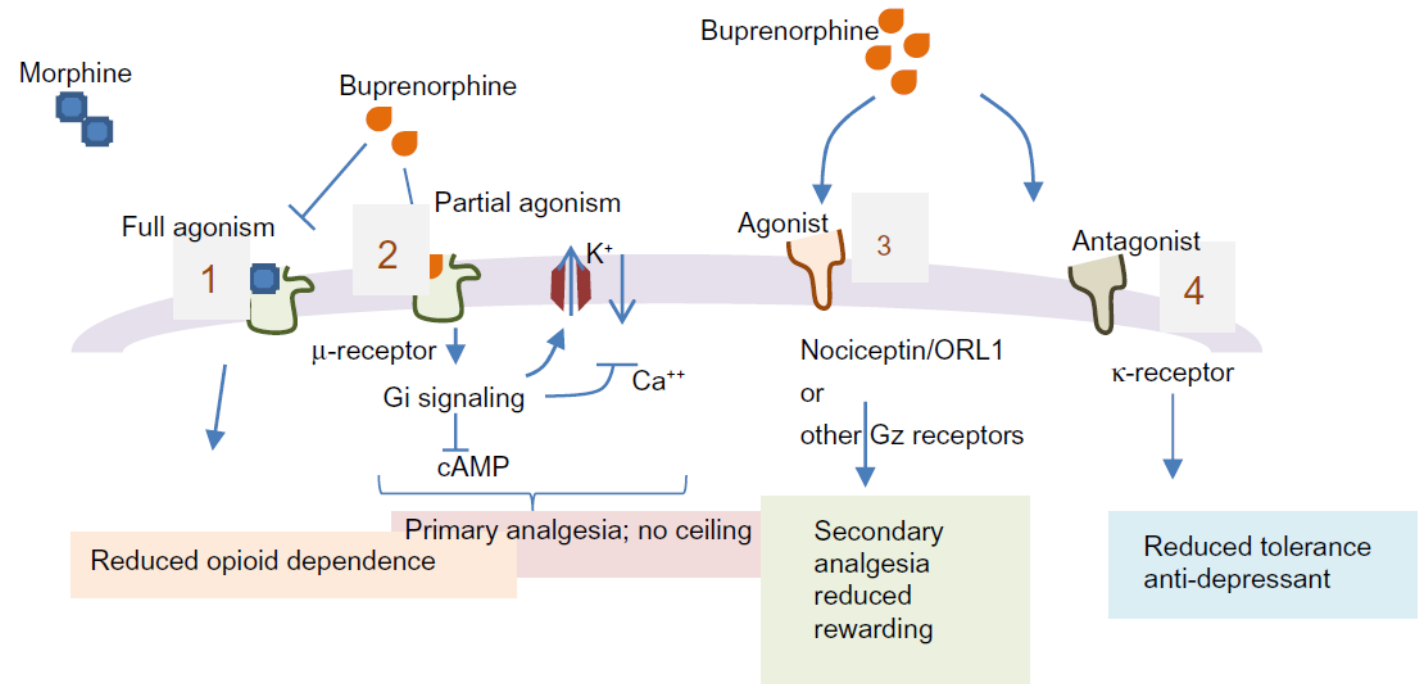 Morphine
Buprenorphine
Buprenorphine
Full agonism
Partial agonism
Agonist
Antagonist
1
2
K+
3
4
μ-receptor
Gi signaling
Ca++
cAMP
Nociceptin/ORL1
or
other Gz receptors
κ-receptor
Reduced opioid dependence
Primary analgesia; no ceiling
Secondary
analgesia
reduced
rewarding
Reduced tolerance
anti-depressant